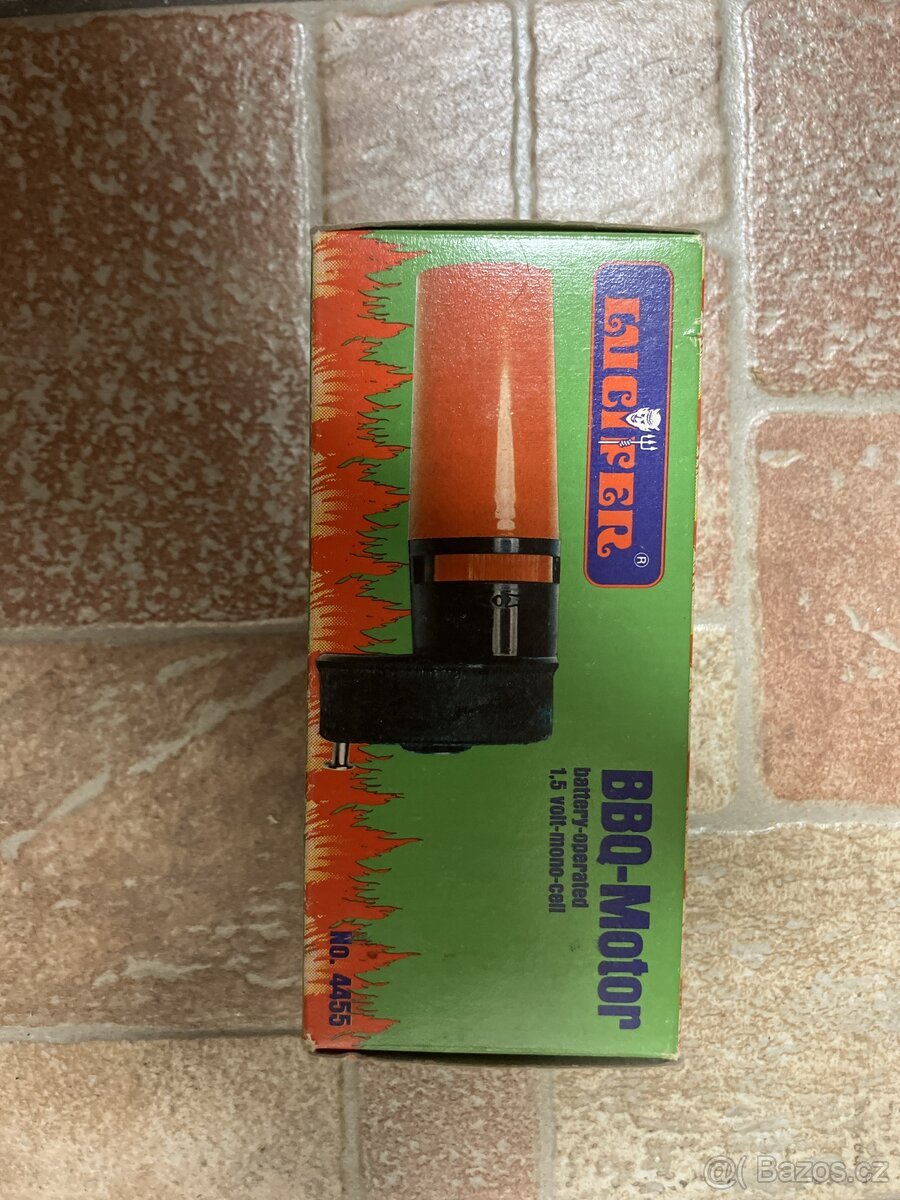 LUCIFER
®
BBQ-Motor
battery-operated
1,5 volt-mono-cell
No. 4455
@( Bazos.cz